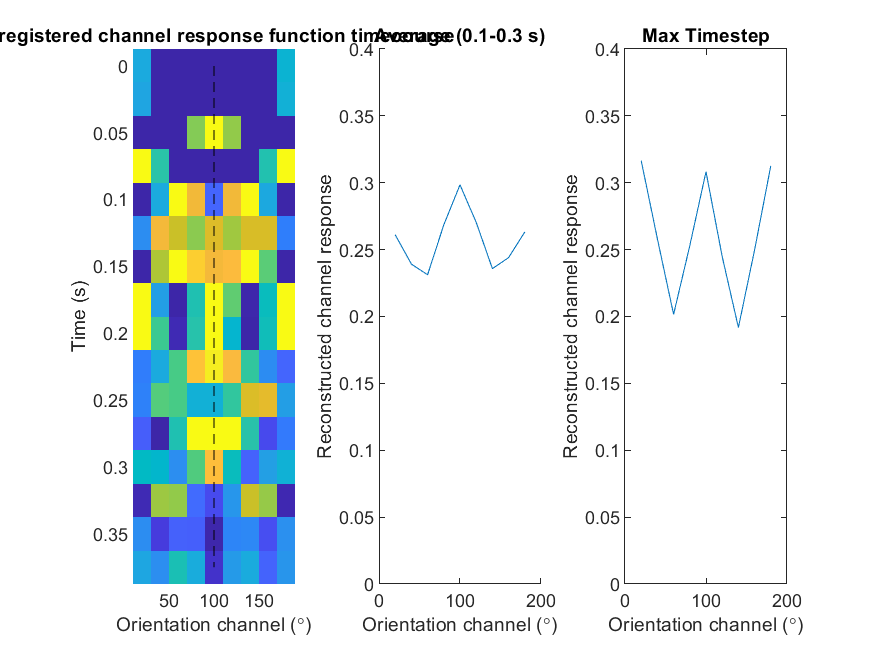 registered channel response function timecourse
Average (0.1-0.3 s)
Max Timestep
0
0.05
0.1
0.15
0.2
0.25
0.3
0.35
Time (s)
50 100 150
Orientation channel (°)
0.4
0.35
0.3
0.25
0.2
0.15
0.1
0.05
0
Reconstructed channel response
0 100 200
Orientation channel (°)
0.4
0.35
0.3
0.25
0.2
0.15
0.1
0.05
0
Reconstructed channel response
0 100 200
Orientation channel (°)